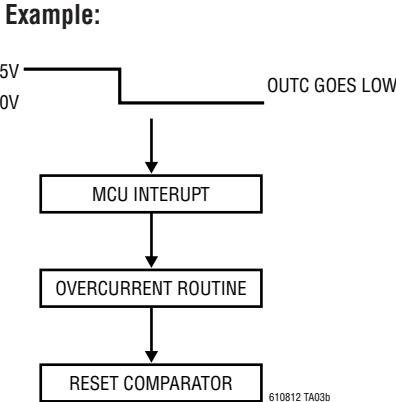 Example:
5V
0V
OUTC GOES LOW
MCU INTERUPT
OVERCURRENT ROUTINE
RESET COMPARATOR
610812 TA03b